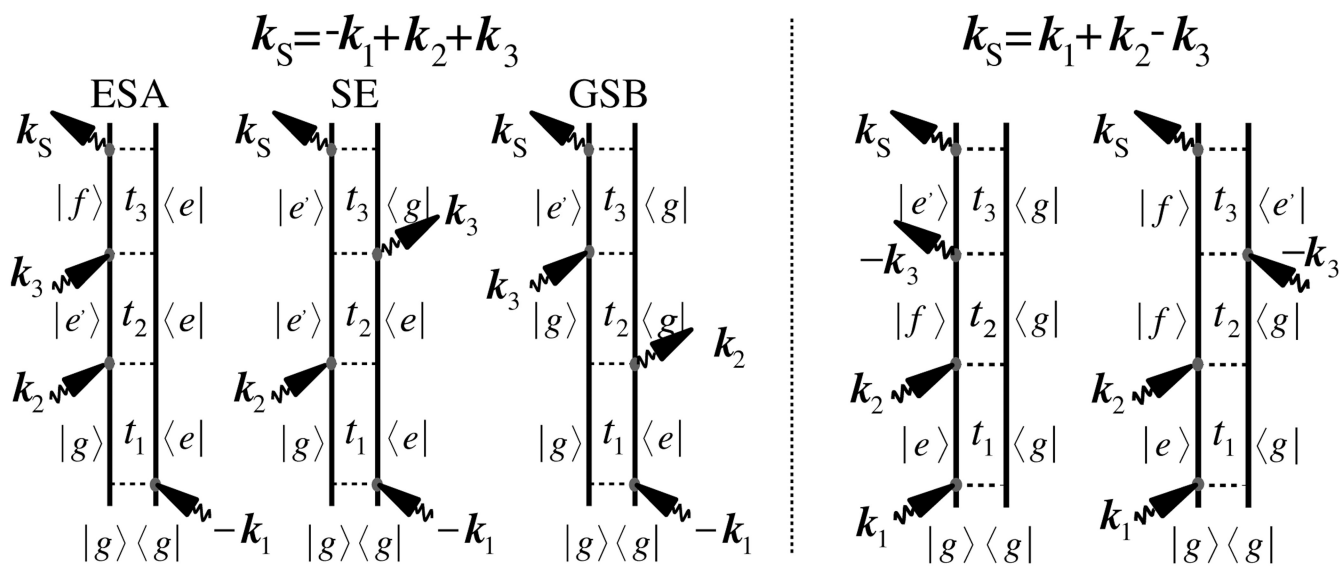 kS=-k1+k2+k3
kS=k1+k2-k3
ESA SE GSB
kS kS kS kS kS
|f⟩ t3 ⟨e| |e’⟩ t3 ⟨g| |e’⟩ t3 ⟨g| |e’⟩ t3 ⟨g| |f⟩ t3 ⟨e’|
k3 k3 k3 -k3 -k3
|e’⟩ t2 ⟨e| |e’⟩ t2 ⟨e| |g⟩ t2 ⟨g| |f⟩ t2 ⟨g| |f⟩ t2 ⟨g|
k2 k2 k2 k2 k2
|g⟩ t1 ⟨e| |g⟩ t1 ⟨e| |g⟩ t1 ⟨e| |e⟩ t1 ⟨g| |e⟩ t1 ⟨g|
-k1 -k1 -k1 k1 k1
|g⟩⟨g| |g⟩⟨g| |g⟩⟨g| |g⟩⟨g| |g⟩⟨g|